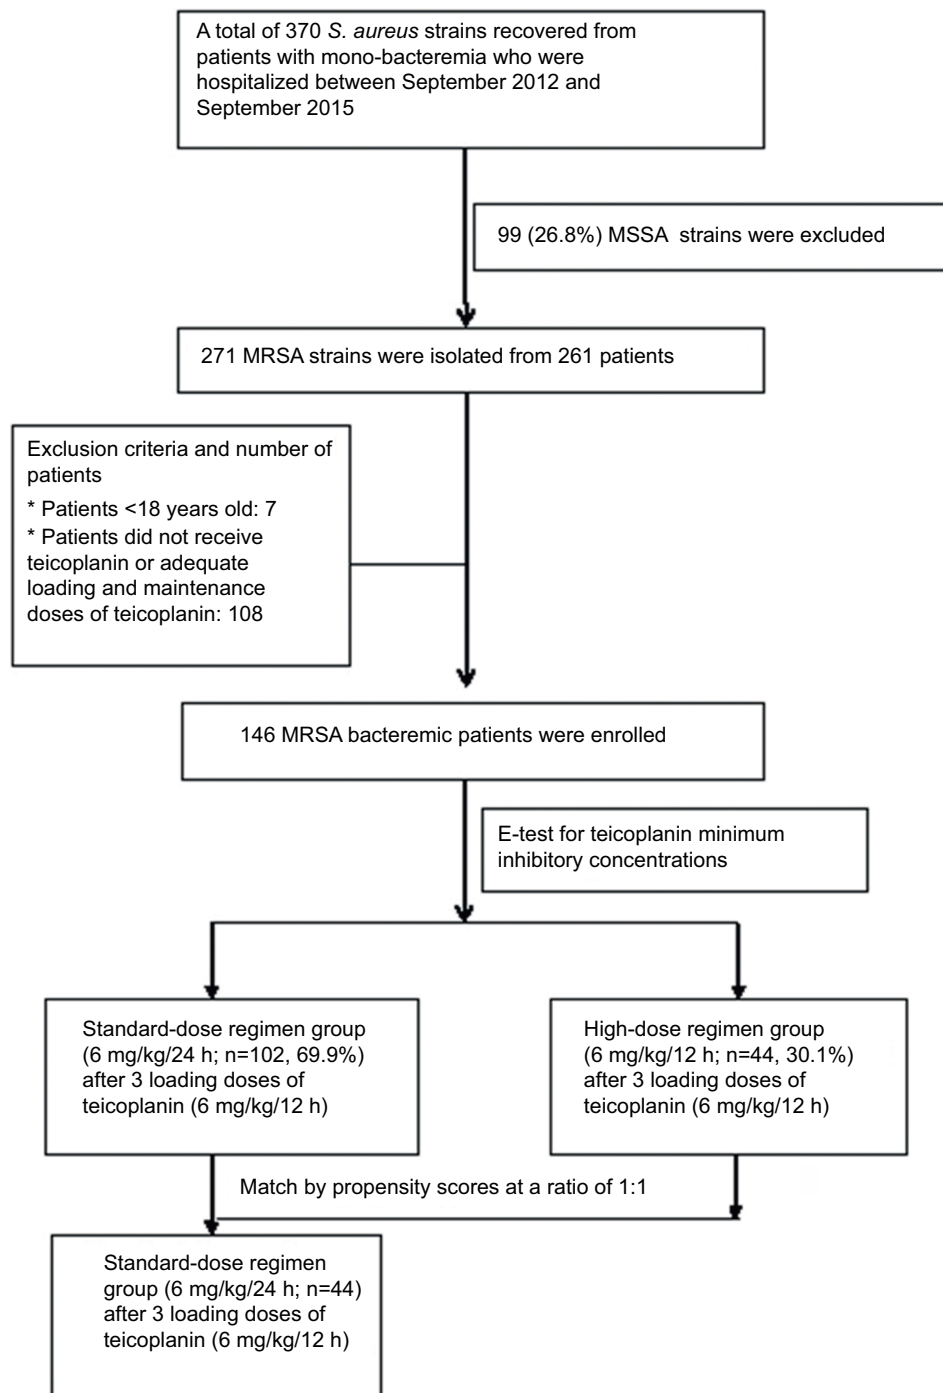 A total of 370 S. aureus strains recovered from
patients with mono-bacteremia who were
hospitalized between September 2012 and
September 2015
99 (26.8%) MSSA strains were excluded
271 MRSA strains were isolated from 261 patients
Exclusion criteria and number of
patients
* Patients <18 years old: 7
* Patients did not receive
teicoplanin or adequate
loading and maintenance
doses of teicoplanin: 108
146 MRSA bacteremic patients were enrolled
E-test for teicoplanin minimum
inhibitory concentrations
Standard-dose regimen group
(6 mg/kg/24 h; n=102, 69.9%)
after 3 loading doses of
teicoplanin (6 mg/kg/12 h)
High-dose regimen group
(6 mg/kg/12 h; n=44, 30.1%)
after 3 loading doses of
teicoplanin (6 mg/kg/12 h)
Match by propensity scores at a ratio of 1:1
Standard-dose regimen
group (6 mg/kg/24 h; n=44)
after 3 loading doses of
teicoplanin (6 mg/kg/12 h)